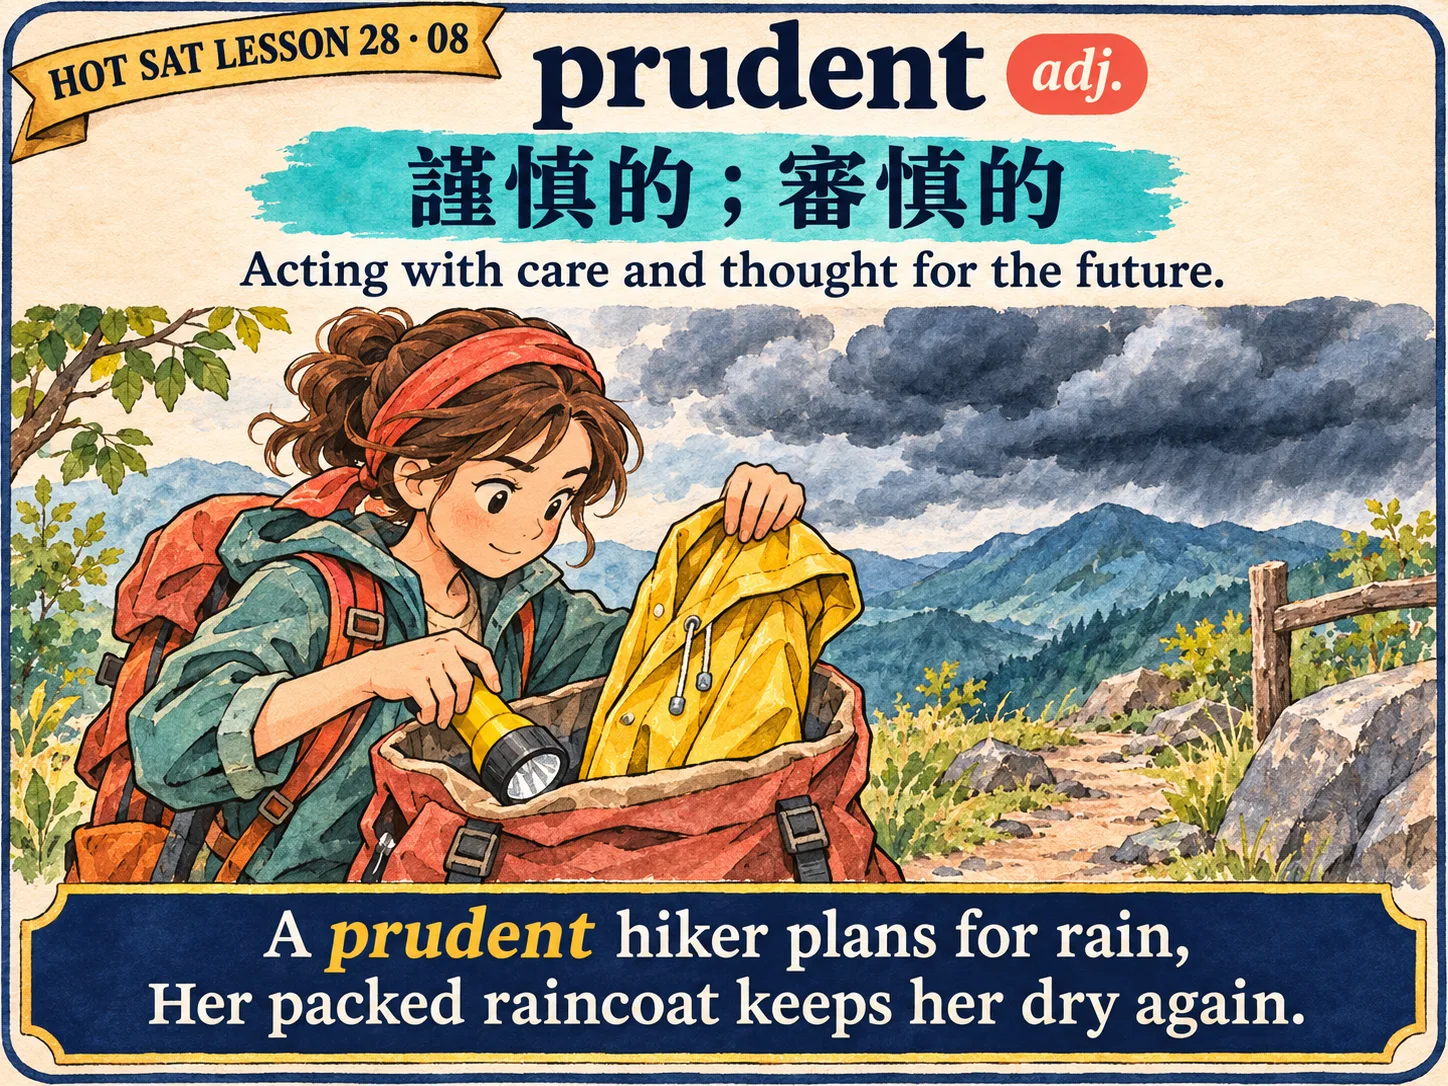 HOT SAT LESSON 28 · 08
prudent adj.
謹慎的；審慎的
Acting with care and thought for the future.
A prudent hiker plans for rain,
Her packed raincoat keeps her dry again.